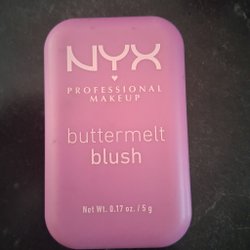 NYX
PROFESSIONAL
MAKEUP
buttermelt
blush
Net Wt. 0.17 oz. / 5 g